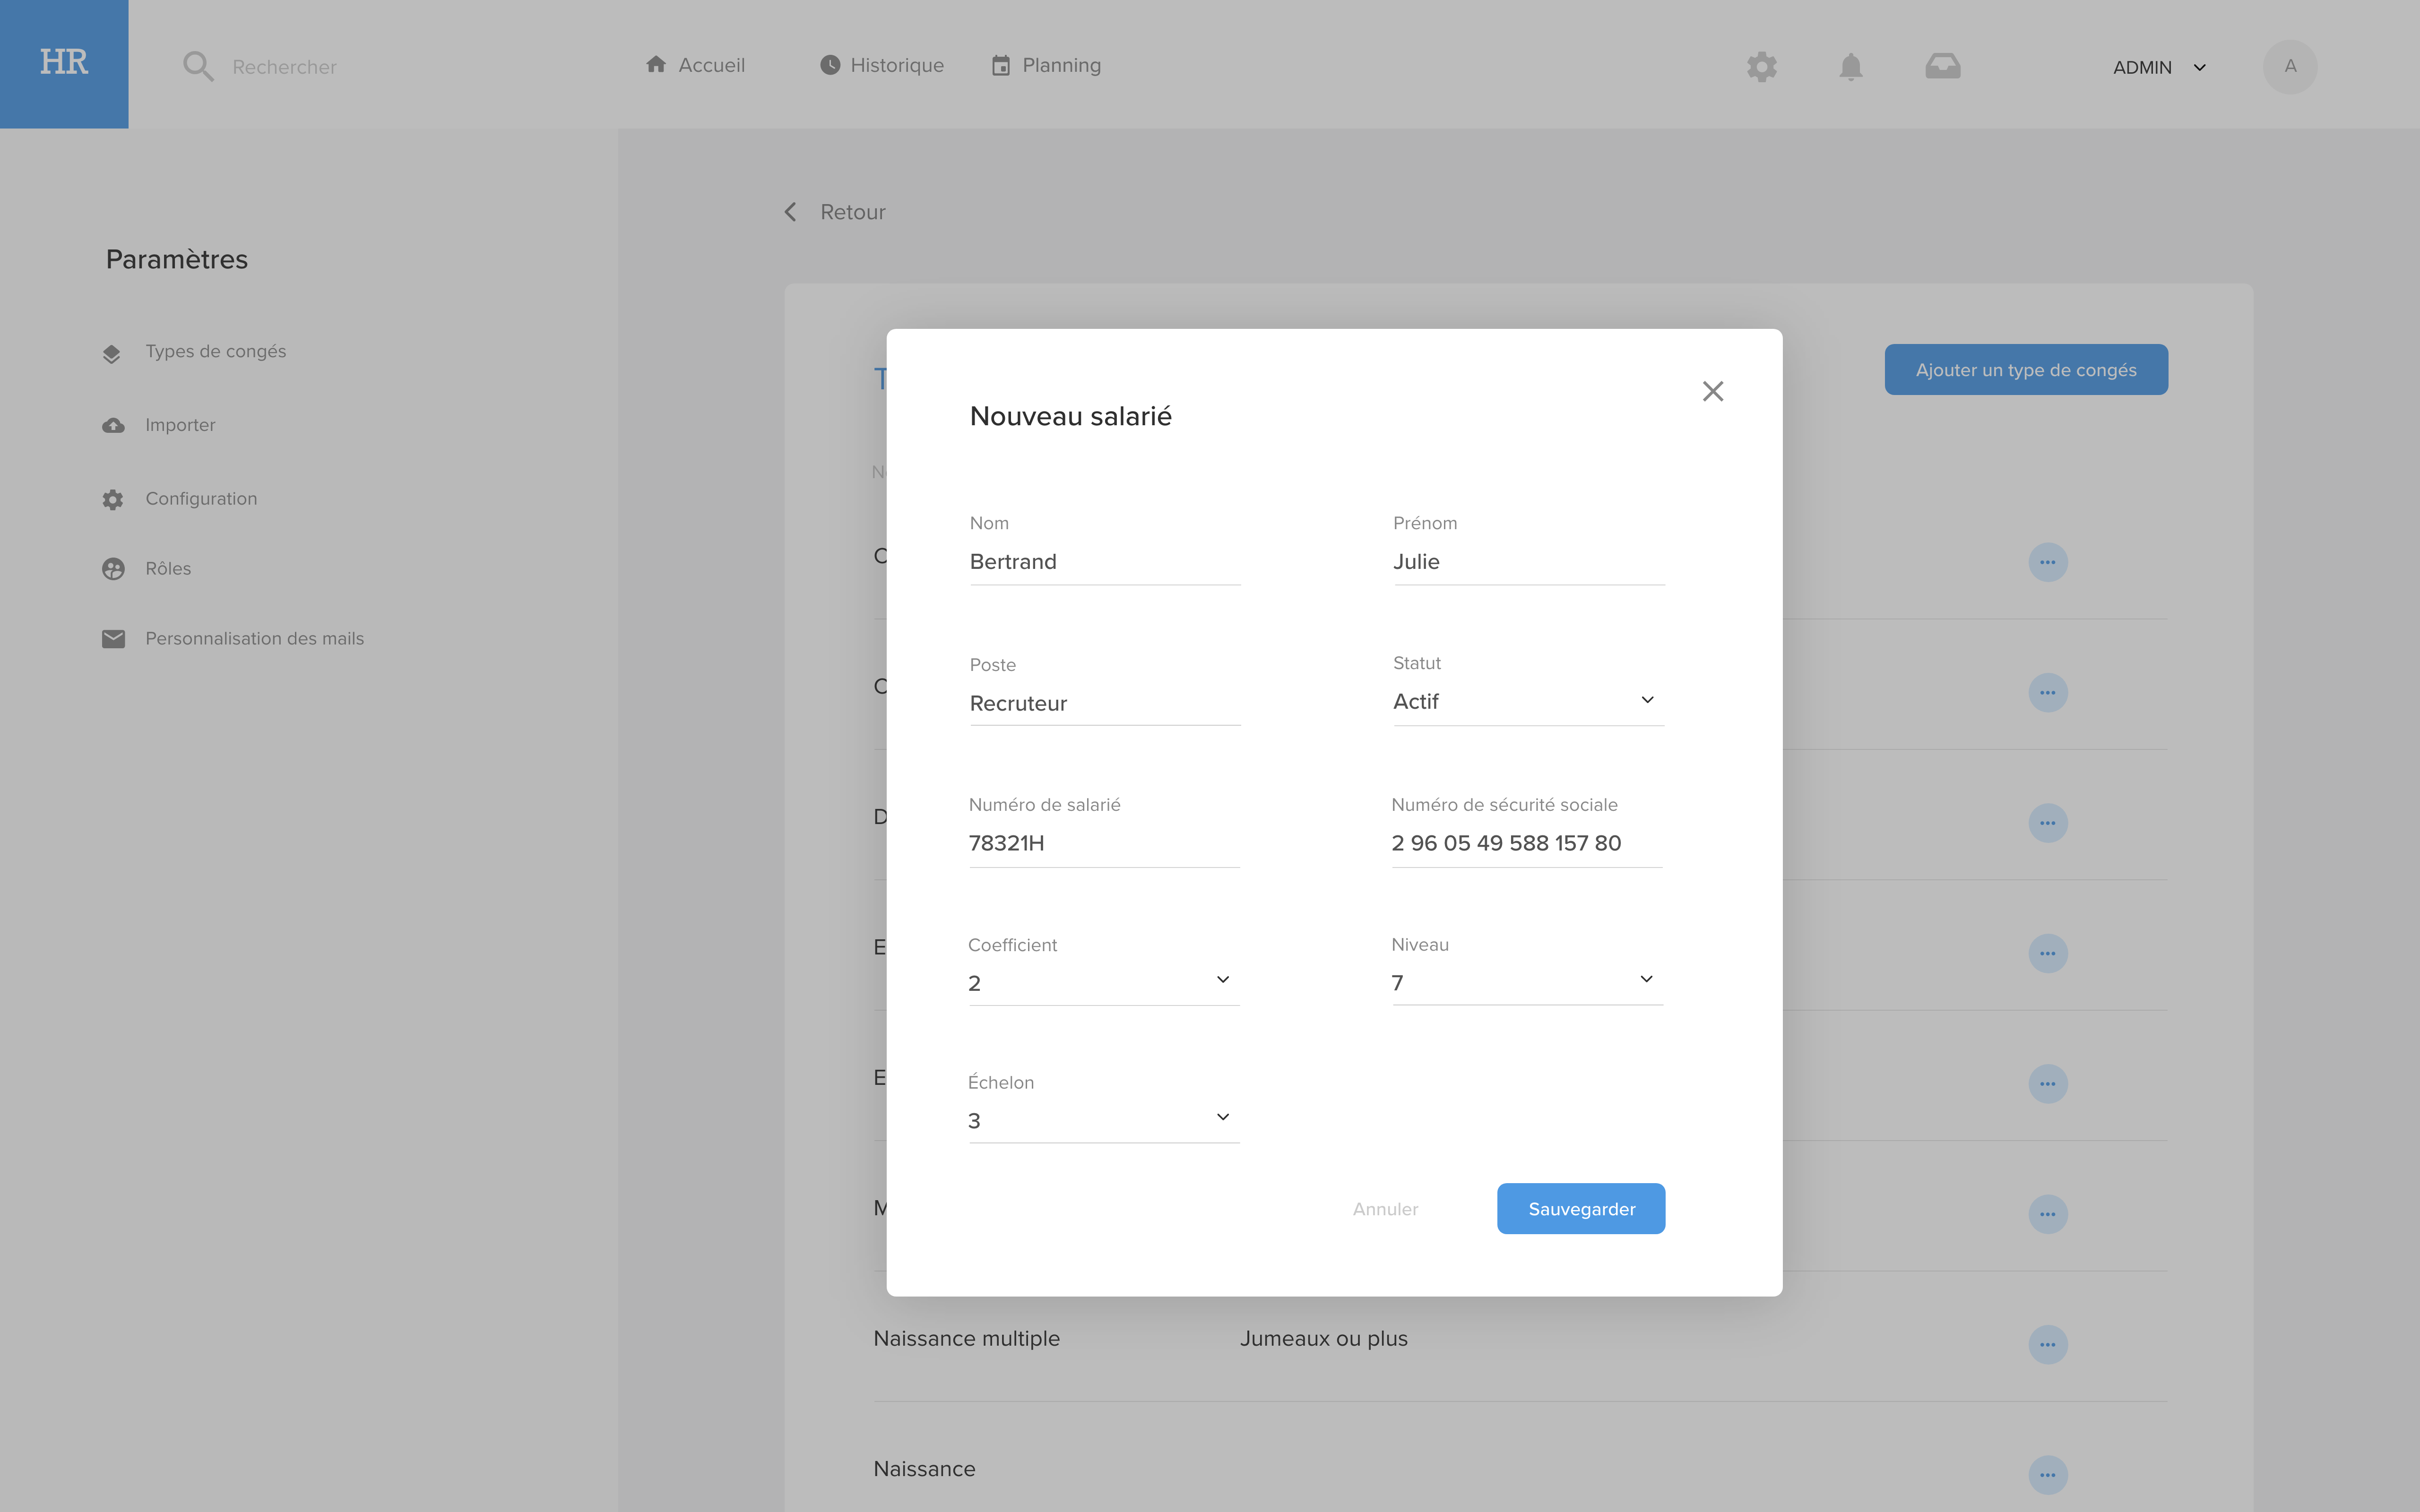 HR
Rechercher
Accueil
Historique
Planning
ADMIN
A
Retour
Paramètres
Types de congés
Importer
Configuration
Rôles
Personnalisation des mails
Ajouter un type de congés
Nouveau salarié
Nom
Prénom
Bertrand
Julie
Poste
Statut
Recruteur
Actif
Numéro de salarié
Numéro de sécurité sociale
78321H
2 96 05 49 588 157 80
Coefficient
Niveau
2
7
Échelon
3
Annuler
Sauvegarder
Naissance multiple
Jumeaux ou plus
Naissance